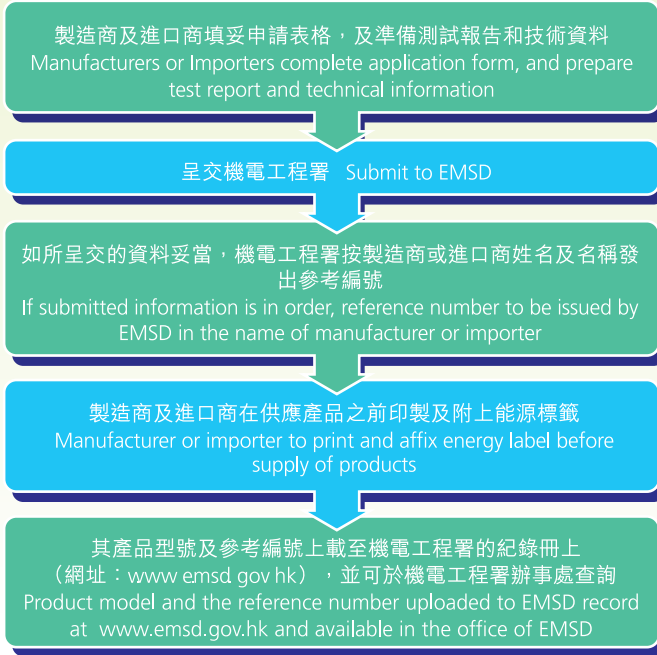 製造商及進口商填妥申請表格，及準備測試報告和技術資料
Manufacturers or Importers complete application form, and prepare
test report and technical information
呈交機電工程署 Submit to EMSD
如所呈交的資料妥當，機電工程署按製造商或進口商姓名及名稱發
出參考編號
If submitted information is in order, reference number to be issued by
EMSD in the name of manufacturer or importer
製造商及進口商在供應產品之前印製及附上能源標籤
Manufacturer or importer to print and affix energy label before
supply of products
其產品型號及參考編號上載至機電工程署的紀錄冊上
（網址：www emsd gov hk），並可於機電工程署辦事處查詢
Product model and the reference number uploaded to EMSD record
at www.emsd.gov.hk and available in the office of EMSD